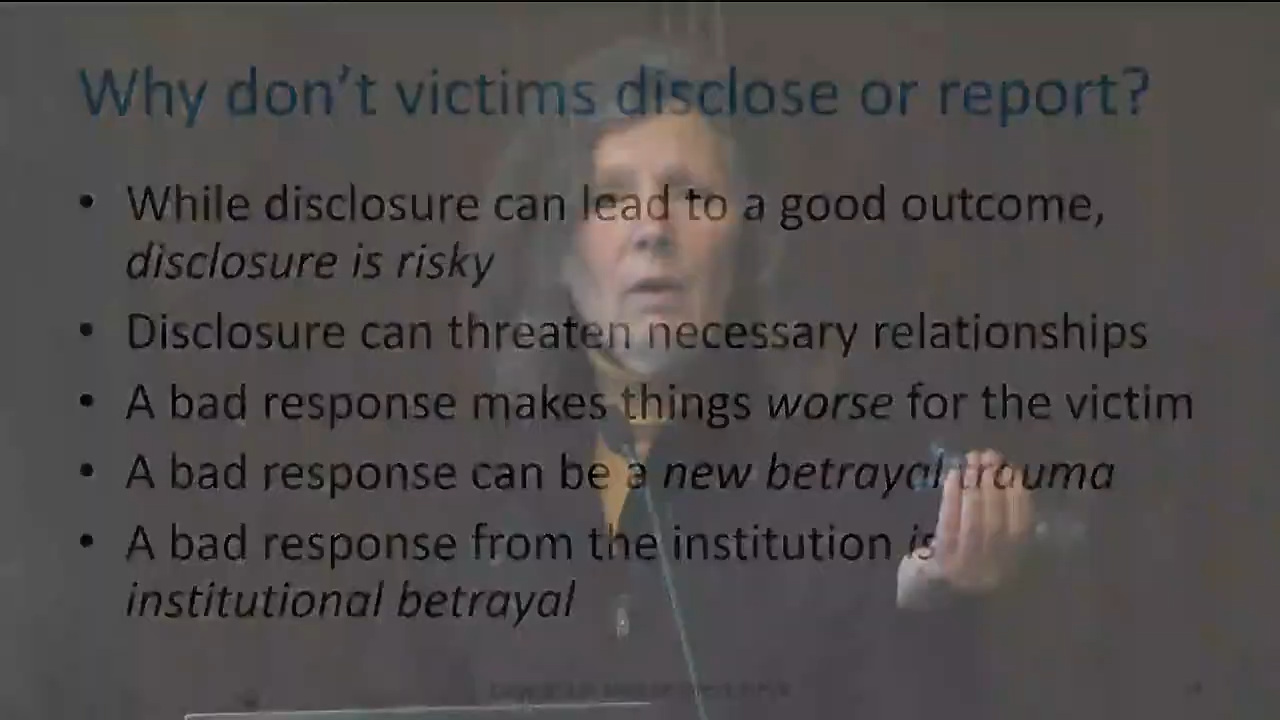 Why don't victims disclose or report?
• While disclosure can lead to a good outcome,
disclosure is risky
• Disclosure can threaten necessary relationships
• A bad response makes things worse for the victim
• A bad response can be a new betrayal trauma
• A bad response from the institution is
institutional betrayal